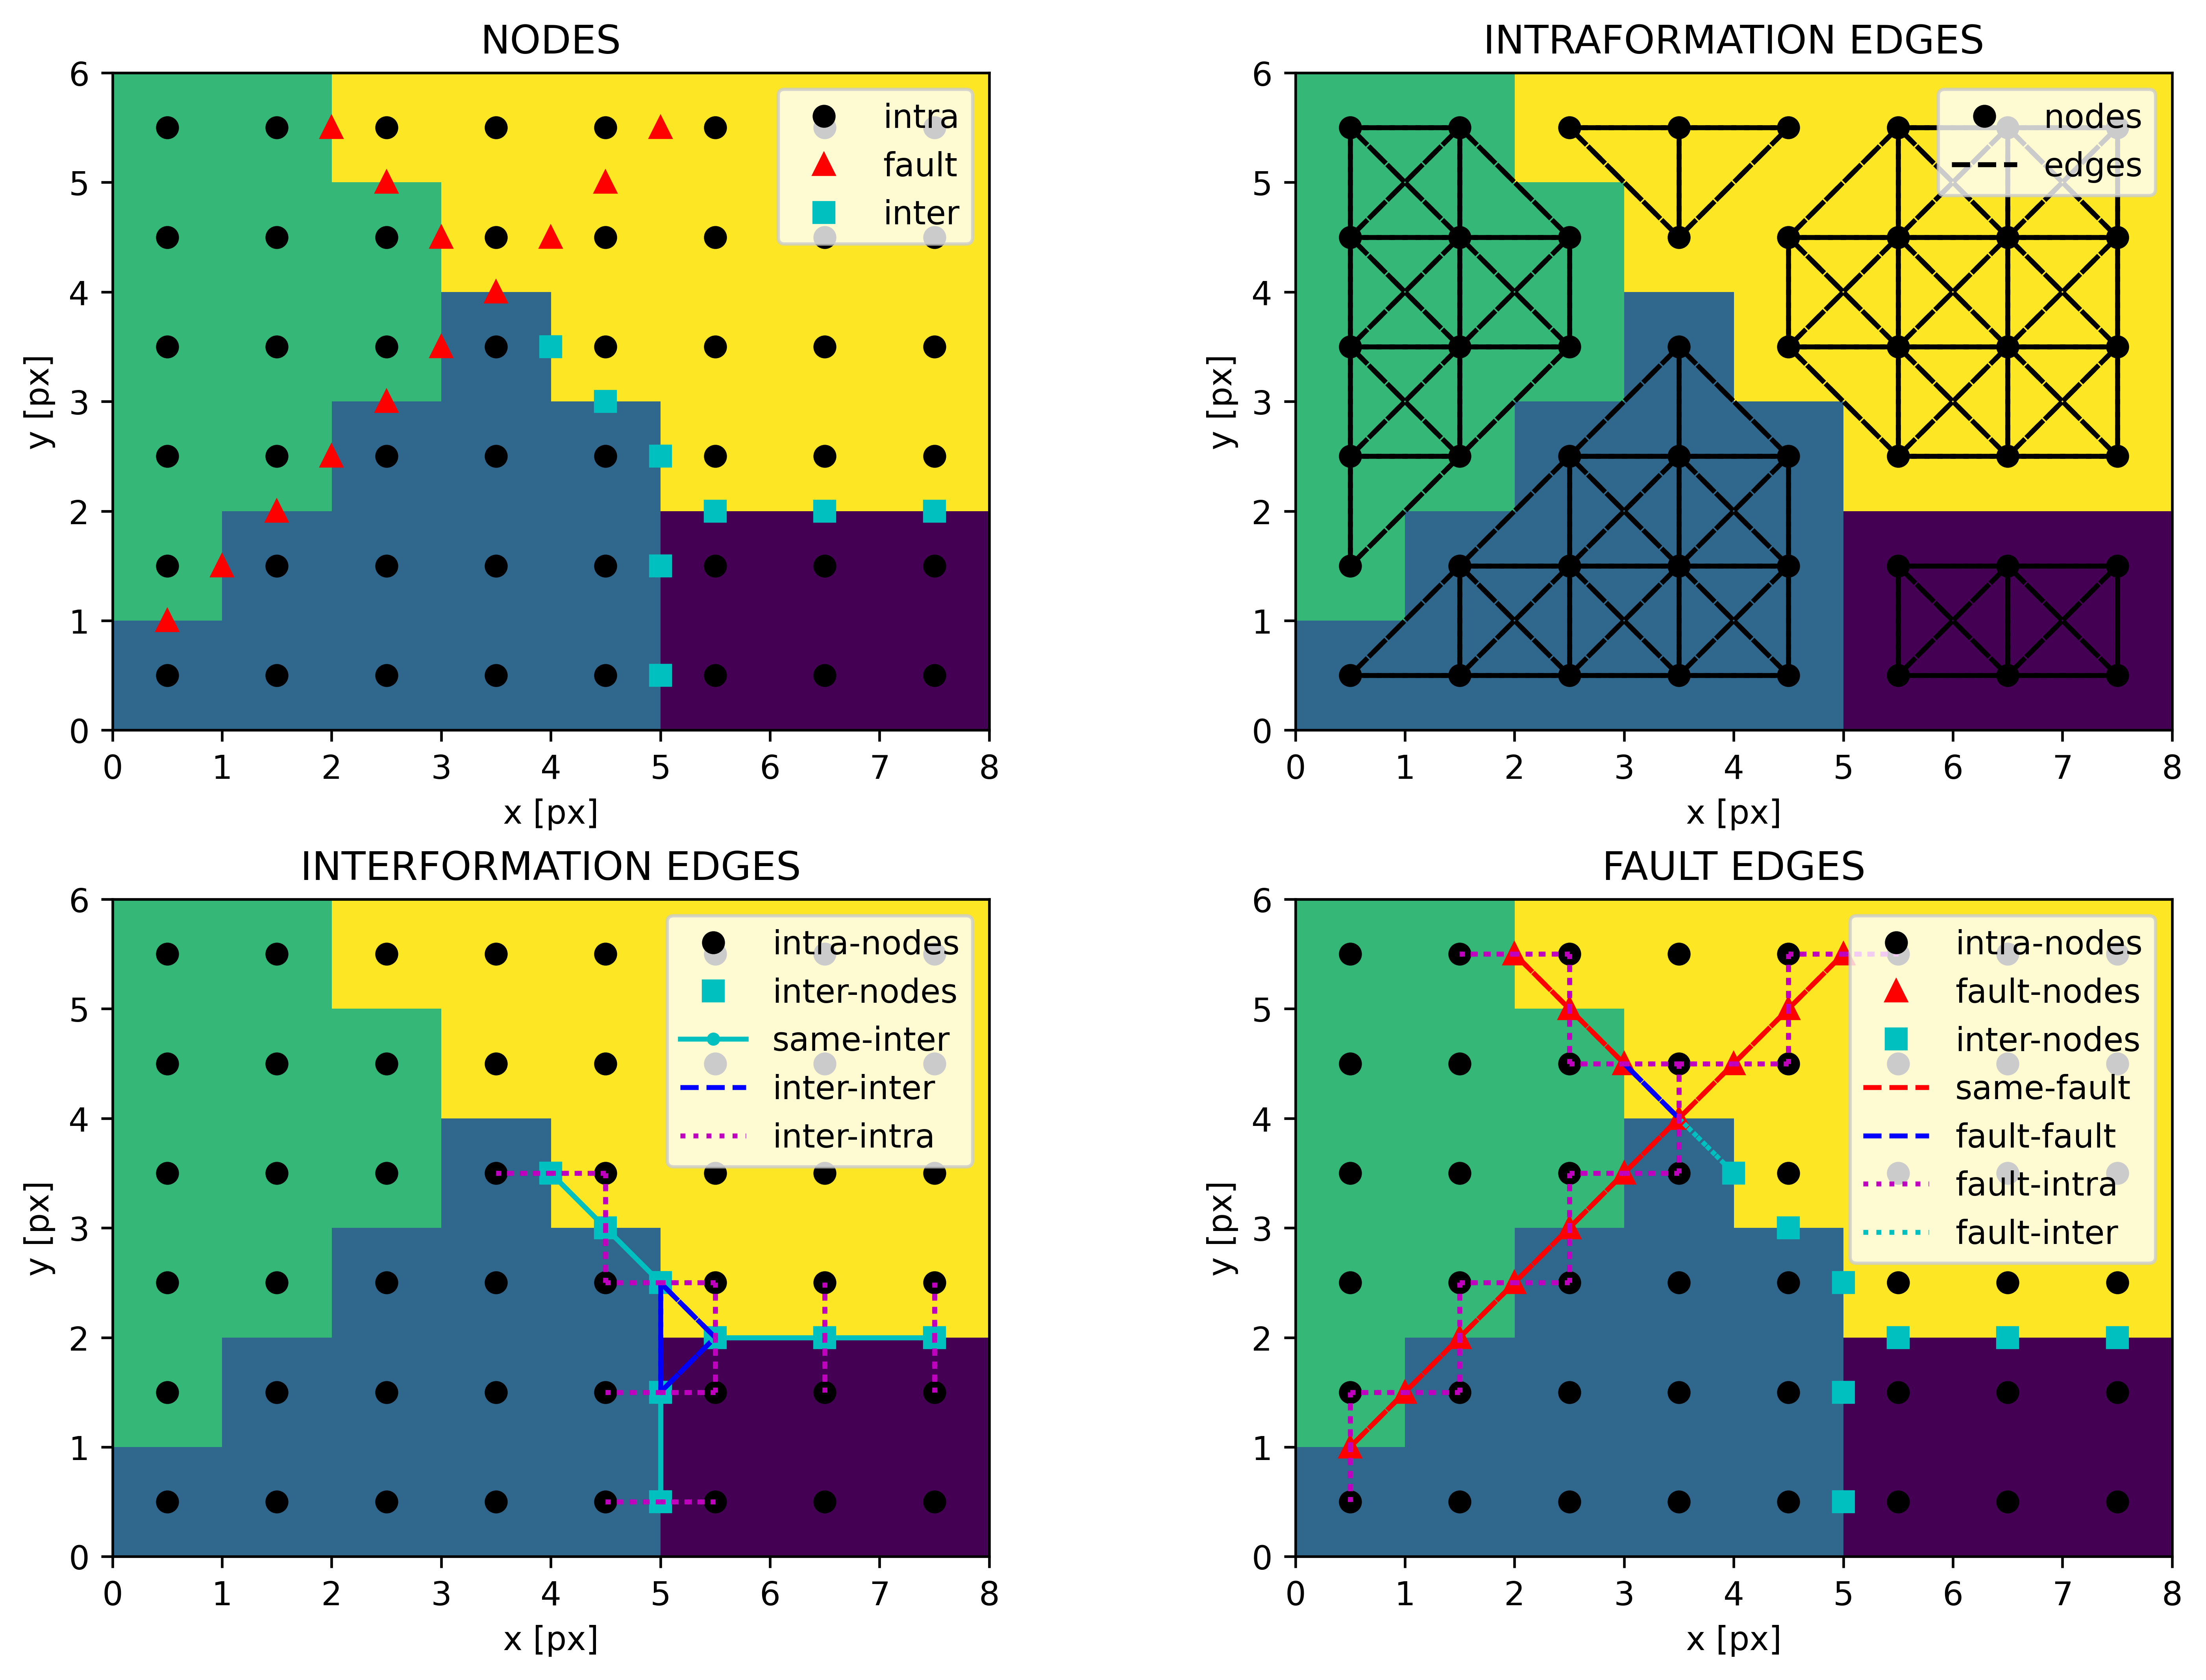 NODES
6
5
4
3
2
1
0
y [px]
intra
fault
inter
0 1 2 3 4 5 6 7 8
x [px]
INTRAFORMATION EDGES
6
5
4
3
2
1
0
y [px]
nodes
edges
0 1 2 3 4 5 6 7 8
x [px]
INTERFORMATION EDGES
6
5
4
3
2
1
0
y [px]
intra-nodes
inter-nodes
same-inter
inter-inter
inter-intra
0 1 2 3 4 5 6 7 8
x [px]
FAULT EDGES
6
5
4
3
2
1
0
y [px]
intra-nodes
fault-nodes
inter-nodes
same-fault
fault-fault
fault-intra
fault-inter
0 1 2 3 4 5 6 7 8
x [px]